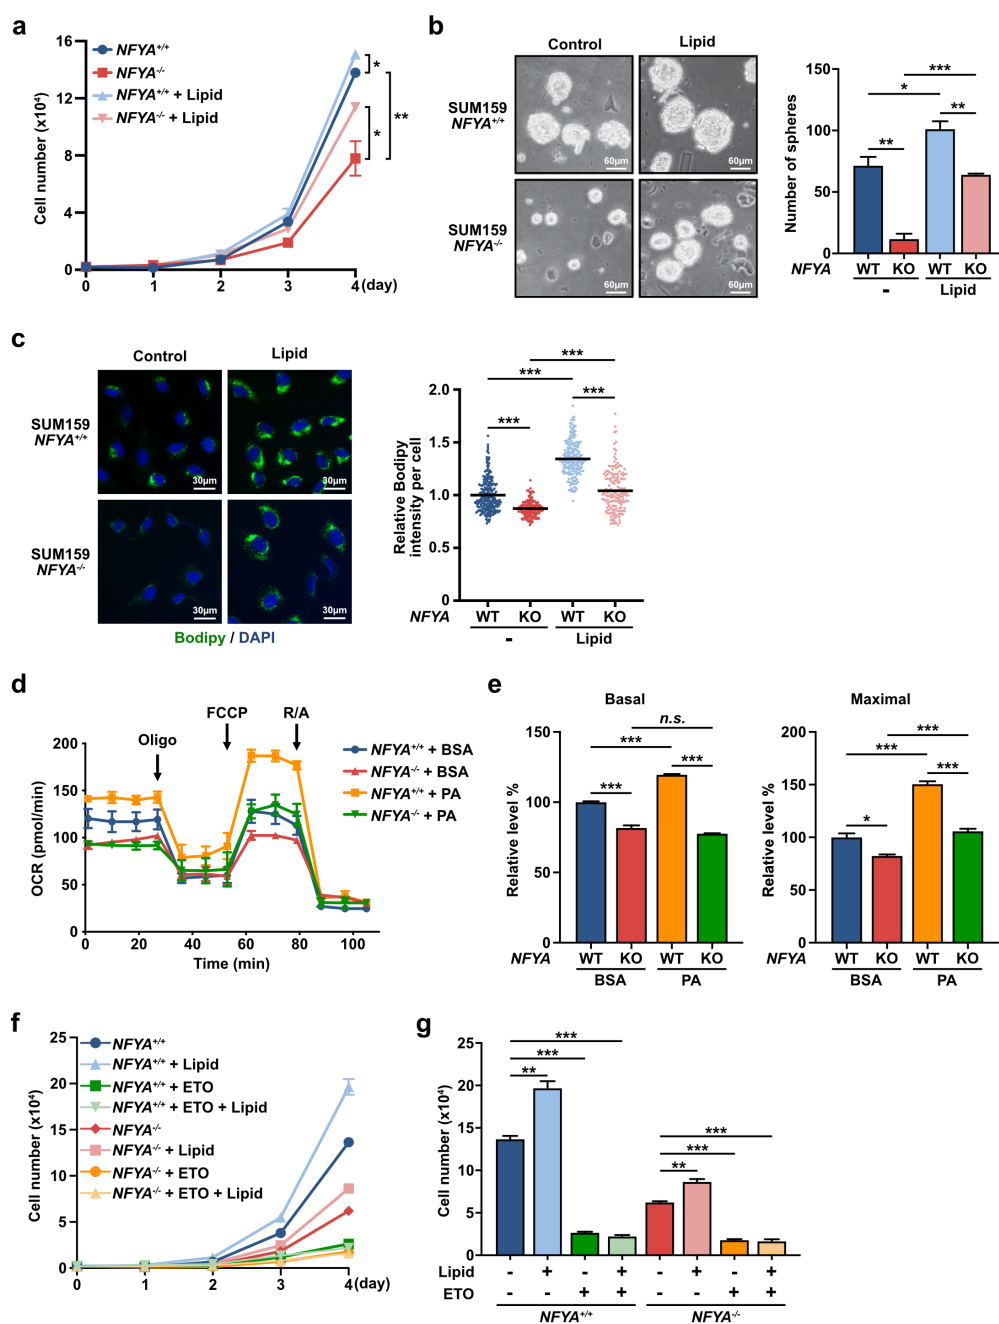 a
16
12
8
4
0
Cell number (x10⁴)
NFYA+/+
NFYA-/-
NFYA+/+ + Lipid
NFYA-/- + Lipid
*
*
**
0 1 2 3 4 (day)
b
Control Lipid
SUM159
NFYA+/+
60µm 60µm
SUM159
NFYA-/-
60µm 60µm
150
100
50
0
Number of spheres
***
*
**
**
NFYA WT KO WT KO
- Lipid
c
Control Lipid
SUM159
NFYA+/+
30µm 30µm
SUM159
NFYA-/-
30µm 30µm
Bodipy / DAPI
2.0
1.5
1.0
0.5
0
Relative Bodipy
intensity per cell
***
***
***
***
NFYA WT KO WT KO
- Lipid
d
FCCP R/A
Oligo
200
150
100
50
0
OCR (pmol/min)
0 20 40 60 80 100
Time (min)
NFYA+/+ + BSA
NFYA-/- + BSA
NFYA+/+ + PA
NFYA-/- + PA
e
Basal
150
100
50
0
Relative level %
n.s.
***
***
***
NFYA WT KO WT KO
BSA PA
Maximal
200
150
100
50
0
Relative level %
***
***
***
*
NFYA WT KO WT KO
BSA PA
f
25
20
15
10
5
0
Cell number (x10⁴)
NFYA+/+
NFYA+/+ + Lipid
NFYA+/+ + ETO
NFYA+/+ + ETO + Lipid
NFYA-/-
NFYA-/- + Lipid
NFYA-/- + ETO
NFYA-/- + ETO + Lipid
0 1 2 3 4 (day)
g
25
20
15
10
5
0
Cell number (x10⁴)
***
***
**
***
***
**
Lipid - + - + - + - +
ETO - - + + - - + +
NFYA+/+ NFYA-/-